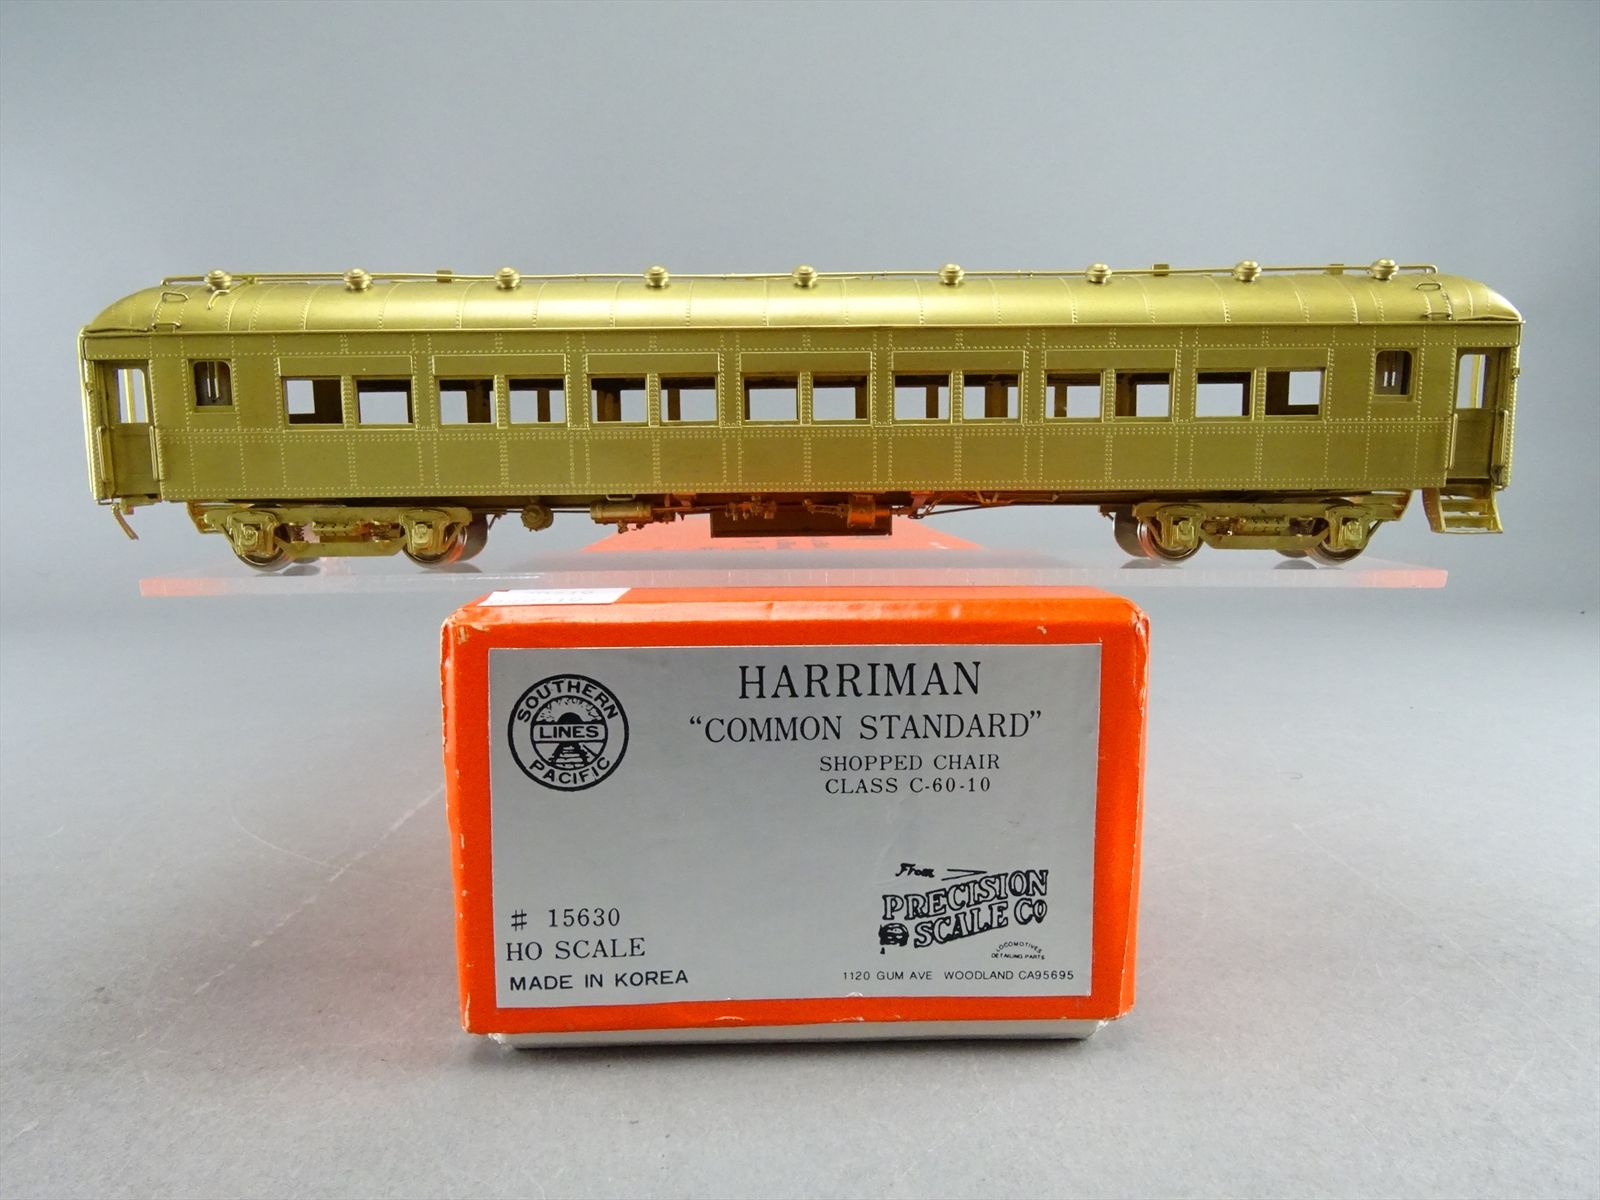 SOUTHERN
LINES
PACIFIC
HARRIMAN
“COMMON STANDARD”
SHOPPED CHAIR
CLASS C-60-10
# 15630
HO SCALE
MADE IN KOREA
From
PRECISION
SCALE CO
LOCOMOTIVES
DETAILING PARTS
1120 GUM AVE WOODLAND CA95695